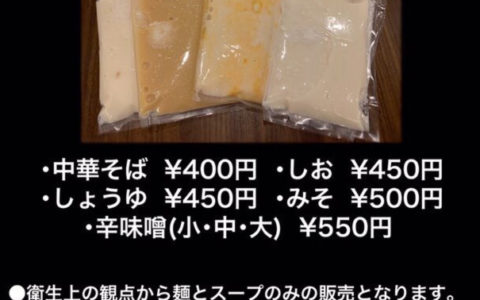 ・中華そば ¥400円 ・しお ¥450円
・しょうゆ ¥450円 ・みそ ¥500円
・辛味噌(小・中・大) ¥550円
●衛生上の観点から麺とスープのみの販売となります。